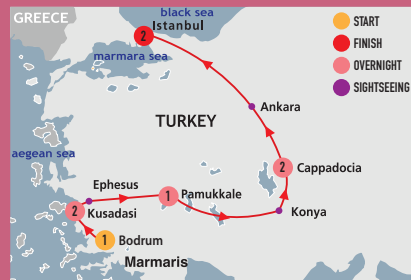 GREECE
black sea
2 Istanbul
marmara sea
START
FINISH
OVERNIGHT
SIGHTSEEING
Ankara
TURKEY
aegean sea
2 Cappadocia
Ephesus
1 Pamukkale
2 Kusadasi
Konya
1 Bodrum
Marmaris